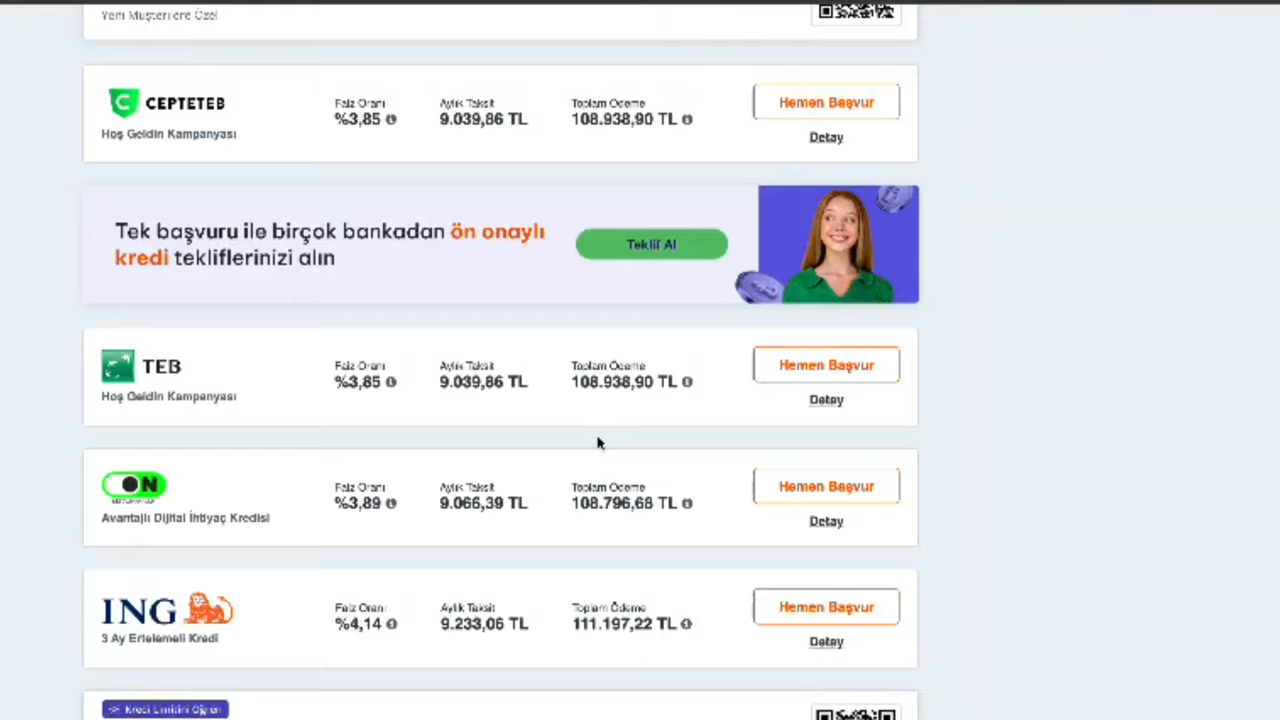 Yeni Müşterilere Özel
CEPTETEB
Hoş Geldin Kampanyası
Faiz Oranı
%3,85
Aylık Taksit
9.039,86 TL
Toplam Ödeme
108.938,90 TL
Hemen Başvur
Detay
Tek başvuru ile birçok bankadan ön onaylı
kredi tekliflerinizi alın
Teklif Al
TEB
Hoş Geldin Kampanyası
Faiz Oranı
%3,85
Aylık Taksit
9.039,86 TL
Toplam Ödeme
108.938,90 TL
Hemen Başvur
Detay
ON
Avantajlı Dijital İhtiyaç Kredisi
Faiz Oranı
%3,89
Aylık Taksit
9.066,39 TL
Toplam Ödeme
108.796,68 TL
Hemen Başvur
Detay
ING
3 Ay Ertelemeli Kredi
Faiz Oranı
%4,14
Aylık Taksit
9.233,06 TL
Toplam Ödeme
111.197,22 TL
Hemen Başvur
Detay
Kredi Limitini Öğren